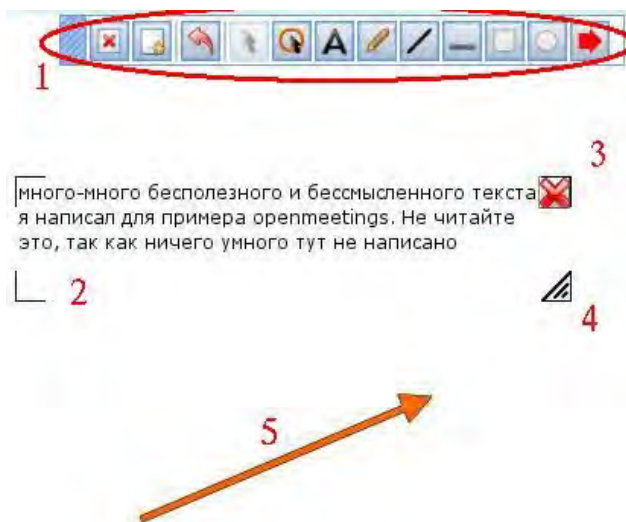 A
1
3
много-много бесполезного и бессмысленного текста
я написал для примера openmeetings. Не читайте
это, так как ничего умного тут не написано
2
4
5